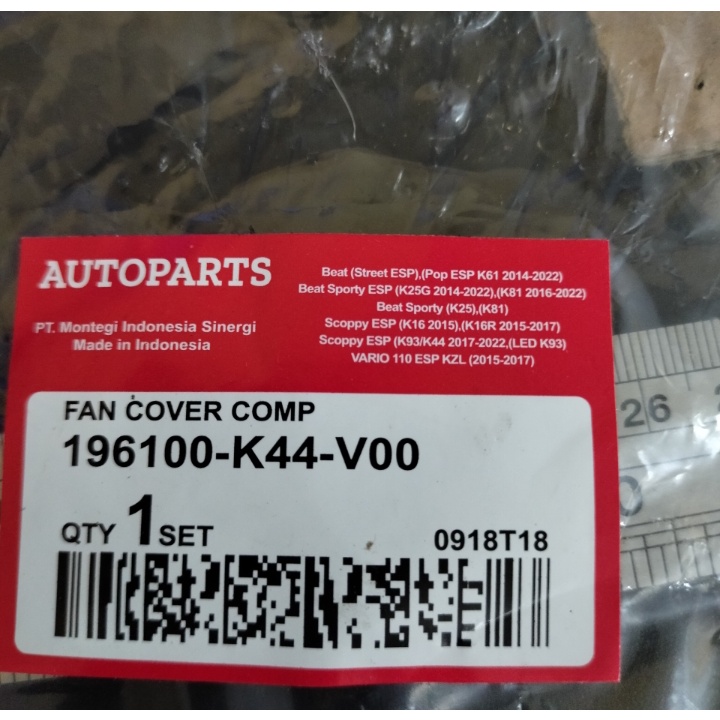 AUTOPARTS
PT. Montegi Indonesia Sinergi
Made in Indonesia
Beat (Street ESP),(Pop ESP K61 2014-2022)
Beat Sporty ESP (K25G 2014-2022),(K81 2016-2022)
Beat Sporty (K25),(K81)
Scoppy ESP (K16 2015),(K16R 2015-2017)
Scoppy ESP (K93/K44 2017-2022,(LED K93)
VARIO 110 ESP KZL (2015-2017)
FAN COVER COMP
196100-K44-V00
QTY 1 SET
0918T18
26